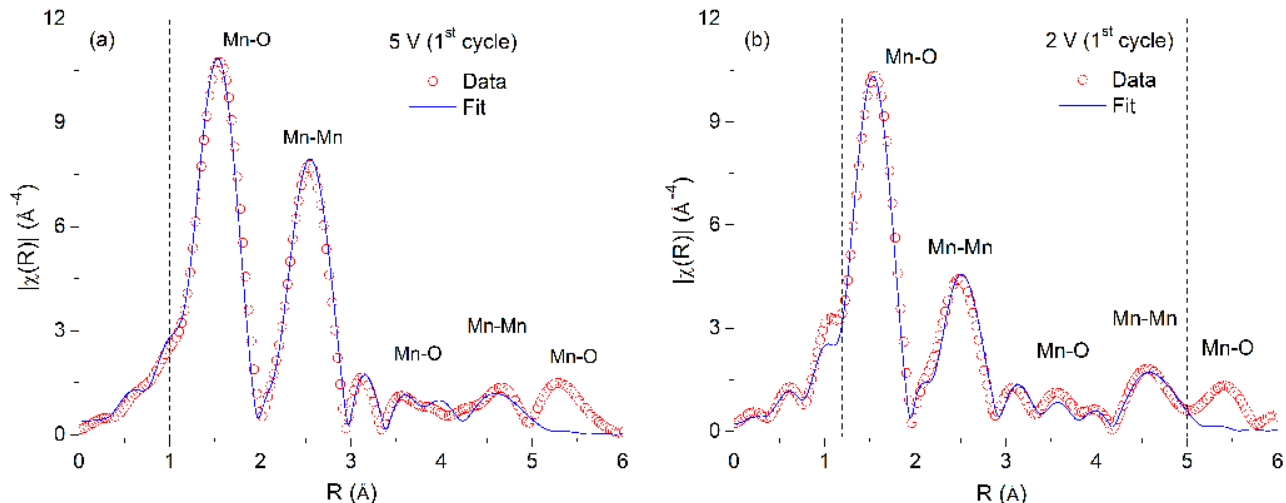 (a)
5 V (1st cycle)
Data
Fit
Mn-O
Mn-Mn
Mn-O
Mn-Mn
Mn-O
|χ(R)| (Å-4)
12
9
6
3
0
0 1 2 3 4 5 6
R (Å)
(b)
2 V (1st cycle)
Data
Fit
Mn-O
Mn-Mn
Mn-O
Mn-Mn
Mn-O
|χ(R)| (Å-4)
12
9
6
3
0
0 1 2 3 4 5 6
R (Å)